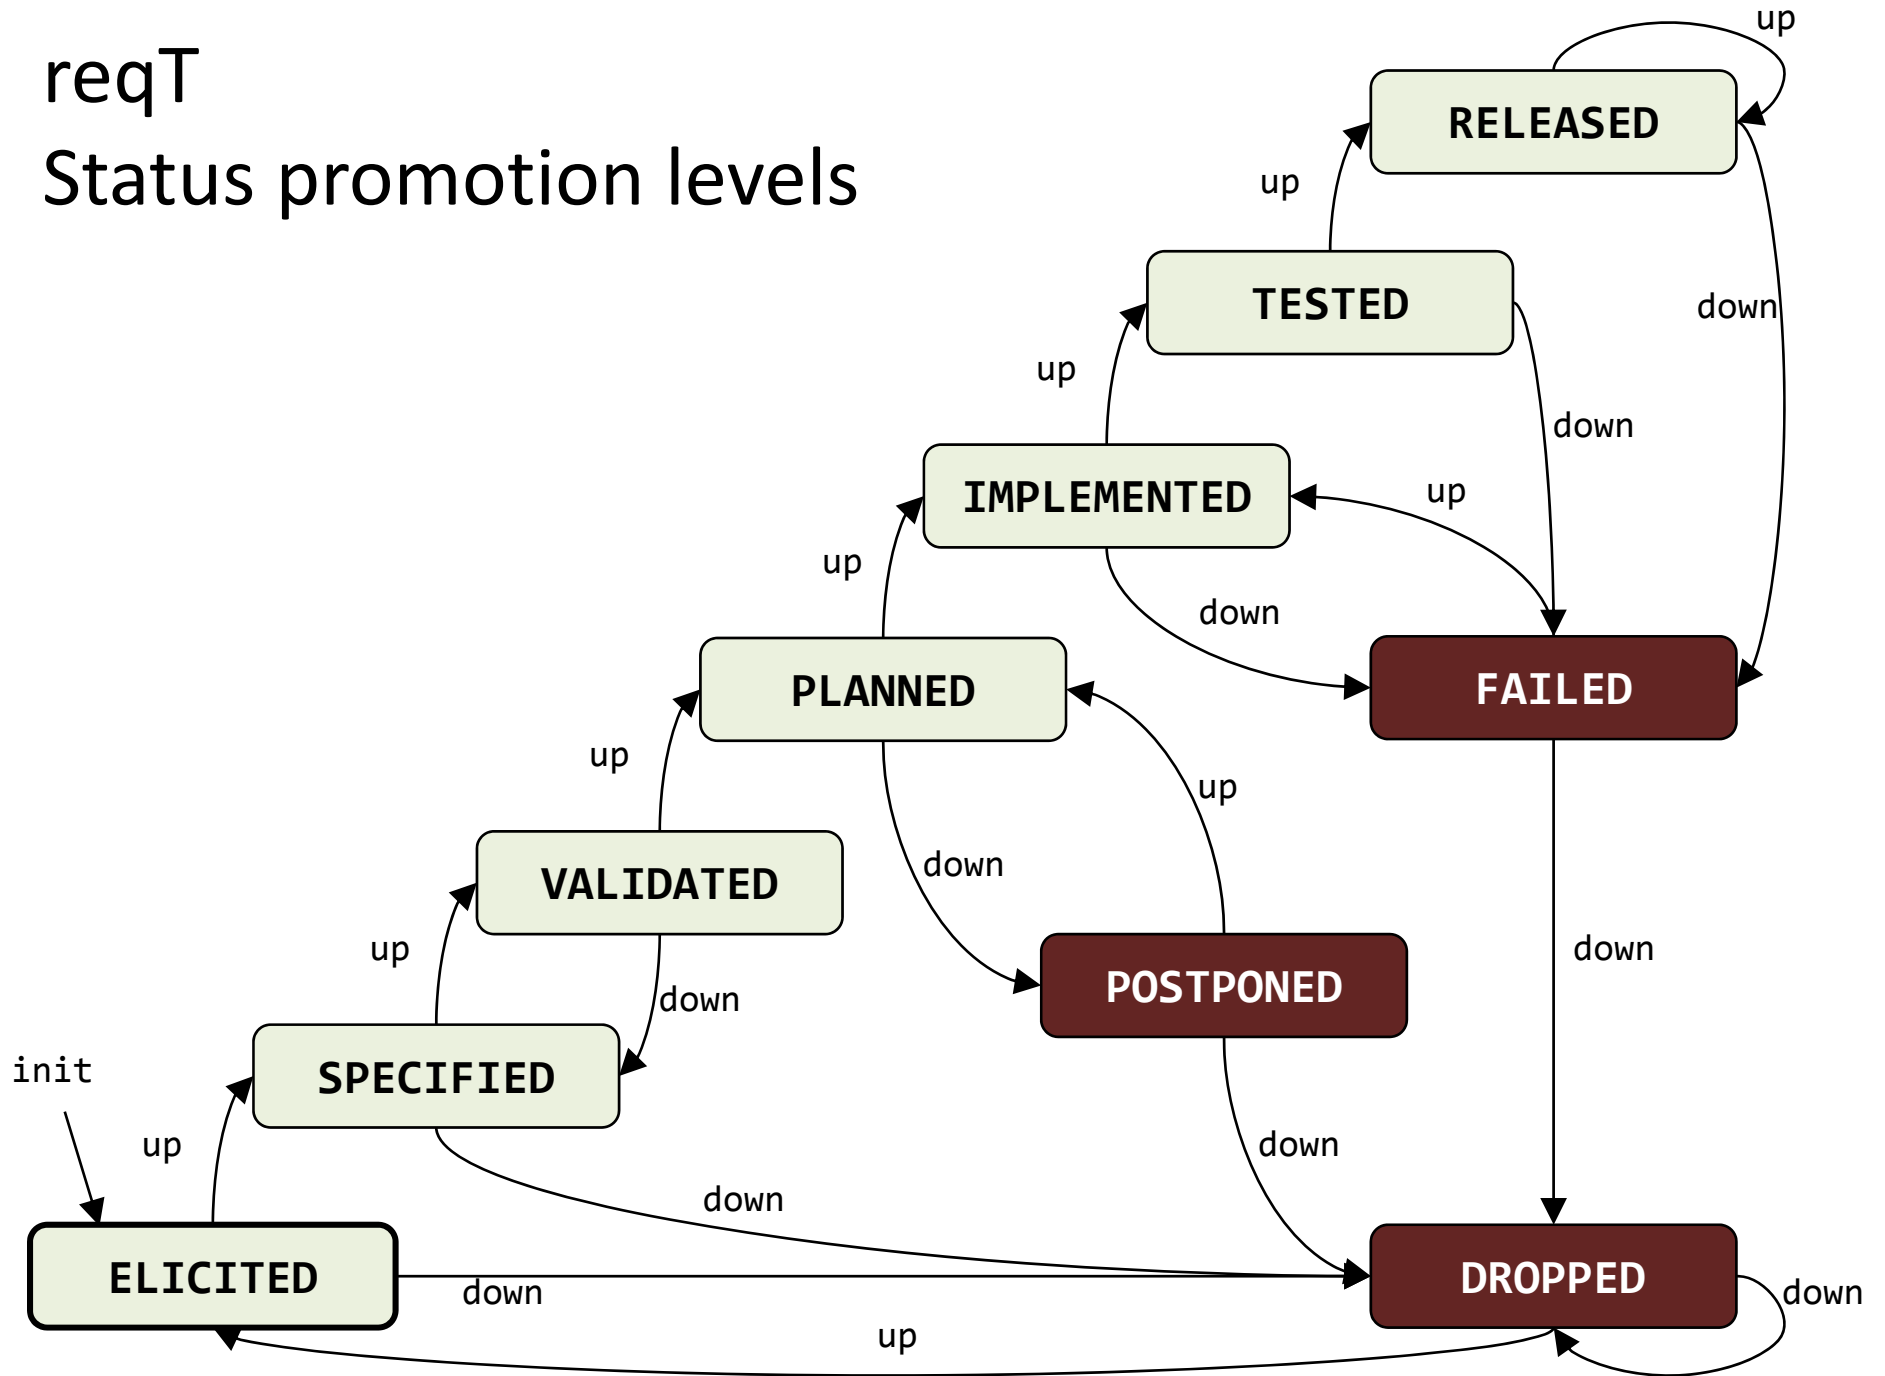 reqT
Status promotion levels
up
RELEASED
up
TESTED
down
up
down
IMPLEMENTED
up
up
down
PLANNED
FAILED
up
up
down
VALIDATED
up
down
POSTPONED
down
SPECIFIED
init
up
down
down
ELICITED
down
DROPPED
down
up